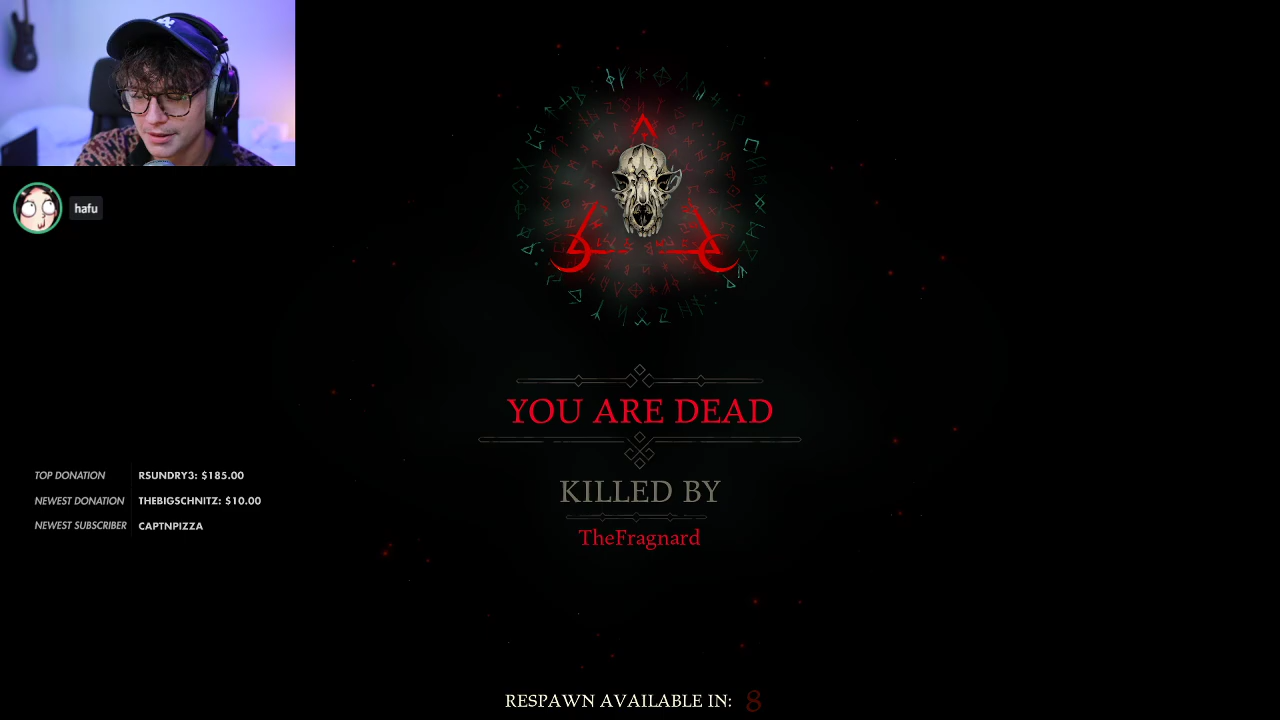 hafu
TOP DONATION RSUNDRY3: $185.00
NEWEST DONATION THEBIGSCHNITZ: $10.00
NEWEST SUBSCRIBER CAPTNPIZZA
YOU ARE DEAD
KILLED BY
TheFragnard
RESPAWN AVAILABLE IN: 8